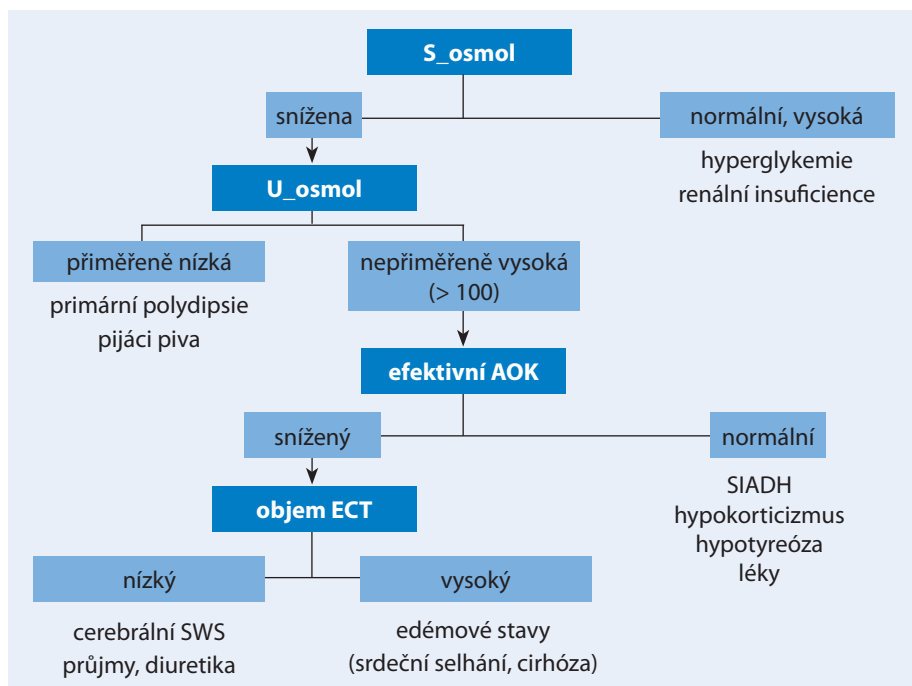 S_osmol
snížena
normální, vysoká
hyperglykemie
renální insuficience
U_osmol
přiměřeně nízká
primární polydipsie
pijáci piva
nepřiměřeně vysoká
(> 100)
efektivní AOK
snížený
normální
SIADH
hypokorticizmus
hypotyreóza
léky
objem ECT
nízký
cerebrální SWS
průjmy, diuretika
vysoký
edémové stavy
(srdeční selhání, cirhóza)